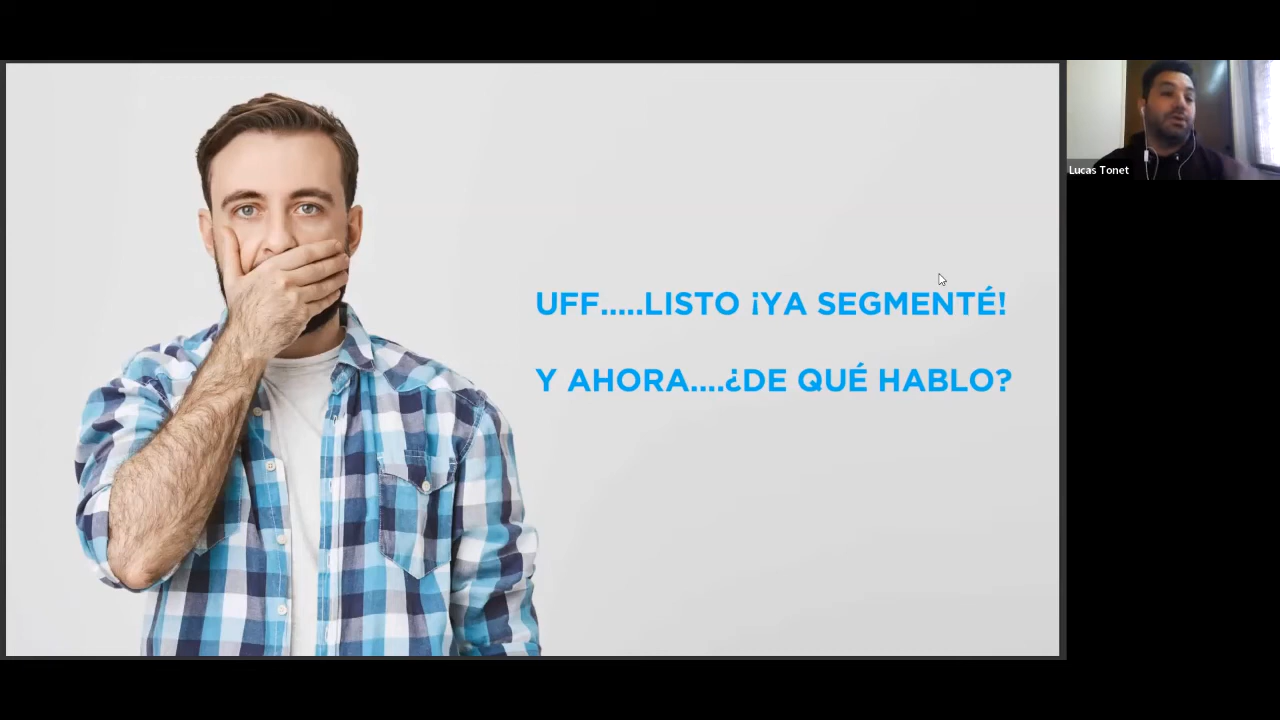 UFF.....LISTO ¡YA SEGMENTÉ!
Y AHORA....¿DE QUÉ HABLO?
Lucas Tonet